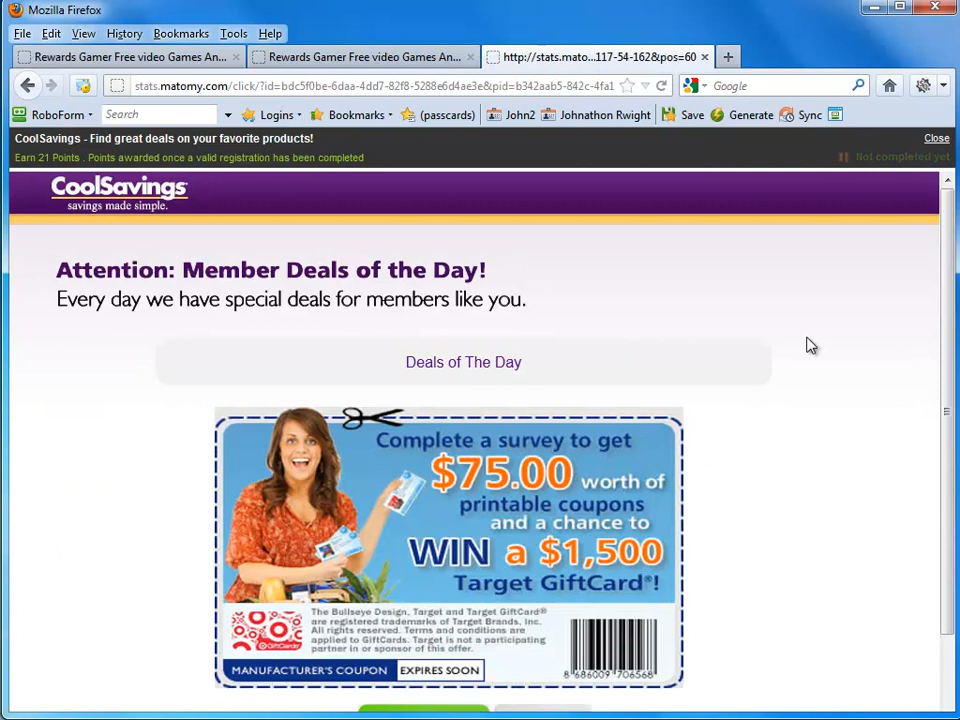 Mozilla Firefox
File Edit View History Bookmarks Tools Help
Rewards Gamer Free video Games An... Rewards Gamer Free video Games An... http://stats.mato...117-54-162&pos=60
stats.matomy.com/click/?id=bdc5f0be-6daa-4dd7-82f8-5288e6d4ae3e&pid=b342aab5-842c-4fa1 Google
RoboForm Search Logins Bookmarks (passcards) John2 Johnathon Rwight Save Generate Sync
CoolSavings - Find great deals on your favorite products! Close
Earn 21 Points . Points awarded once a valid registration has been completed Not completed yet
CoolSavings
savings made simple.
Attention: Member Deals of the Day!
Every day we have special deals for members like you.
Deals of The Day
Complete a survey to get
$75.00 worth of
printable coupons
and a chance to
WIN a $1,500
Target GiftCard®!
The Bullseye Design, Target and Target GiftCard®
are registered trademarks of Target Brands, Inc.
All rights reserved. Terms and conditions are
applied to GiftCards. Target is not a participating
partner in or sponsor of this offer.
GiftCards
MANUFACTURER'S COUPON EXPIRES SOON
8 686009 706568